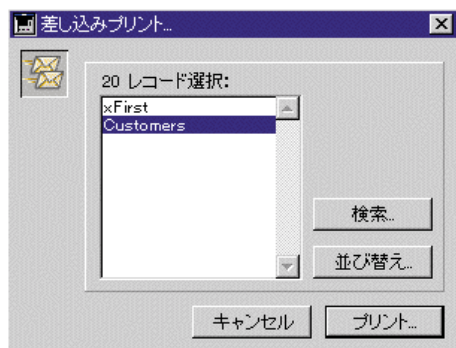 差し込みプリント...
20 レコード選択:
xFirst
Customers
検索...
並び替え...
キャンセル
プリント...